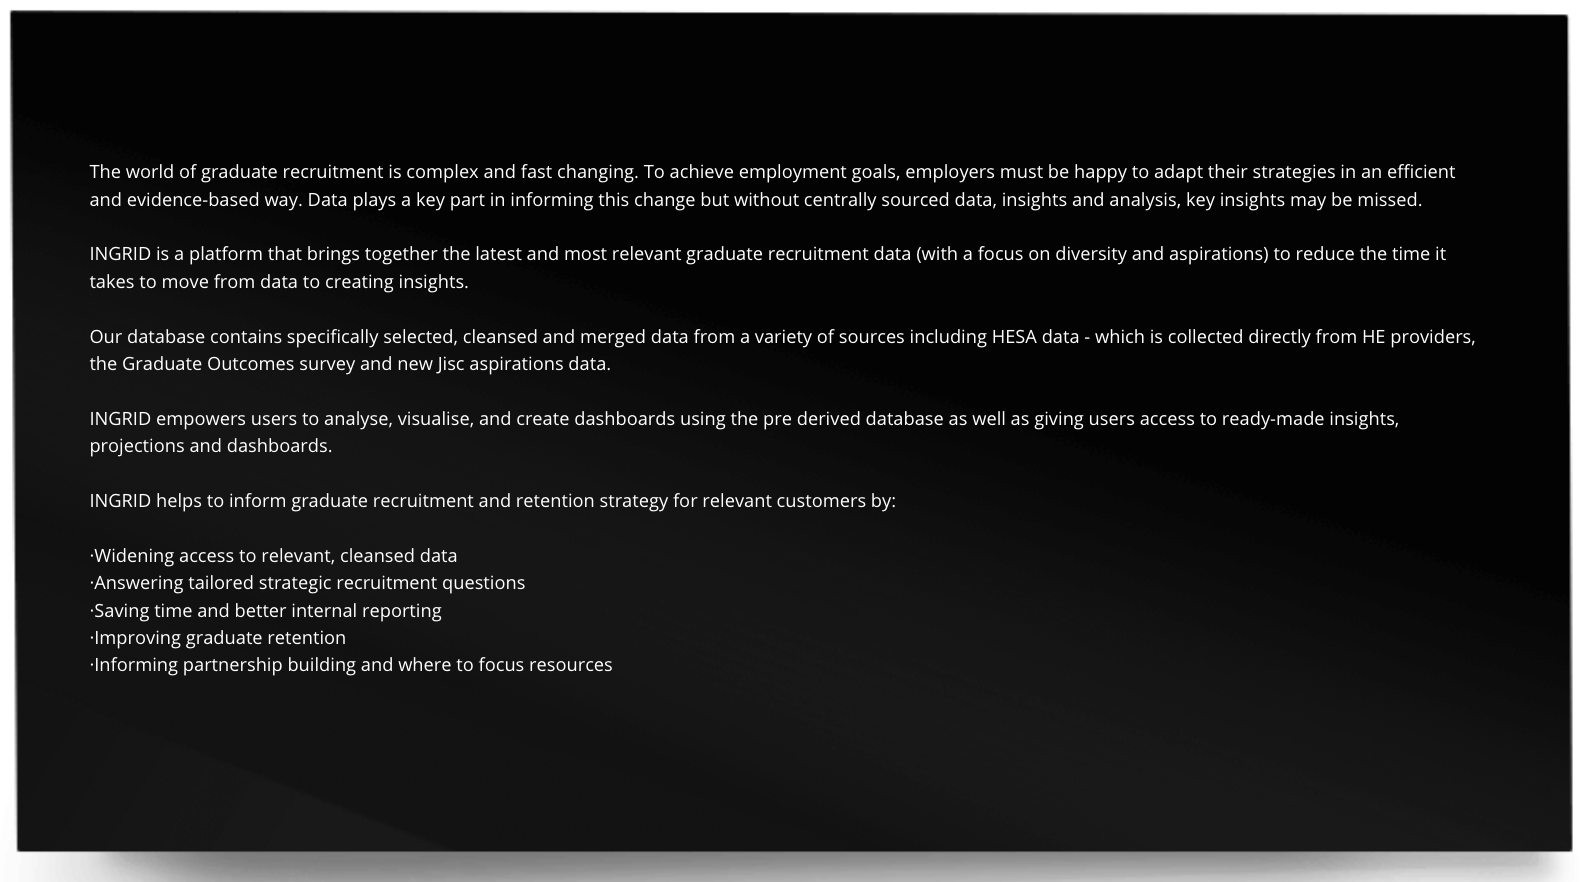 The world of graduate recruitment is complex and fast changing. To achieve employment goals, employers must be happy to adapt their strategies in an efficient
and evidence-based way. Data plays a key part in informing this change but without centrally sourced data, insights and analysis, key insights may be missed.
INGRID is a platform that brings together the latest and most relevant graduate recruitment data (with a focus on diversity and aspirations) to reduce the time it
takes to move from data to creating insights.
Our database contains specifically selected, cleansed and merged data from a variety of sources including HESA data - which is collected directly from HE providers,
the Graduate Outcomes survey and new Jisc aspirations data.
INGRID empowers users to analyse, visualise, and create dashboards using the pre derived database as well as giving users access to ready-made insights,
projections and dashboards.
INGRID helps to inform graduate recruitment and retention strategy for relevant customers by:
·Widening access to relevant, cleansed data
·Answering tailored strategic recruitment questions
·Saving time and better internal reporting
·Improving graduate retention
·Informing partnership building and where to focus resources